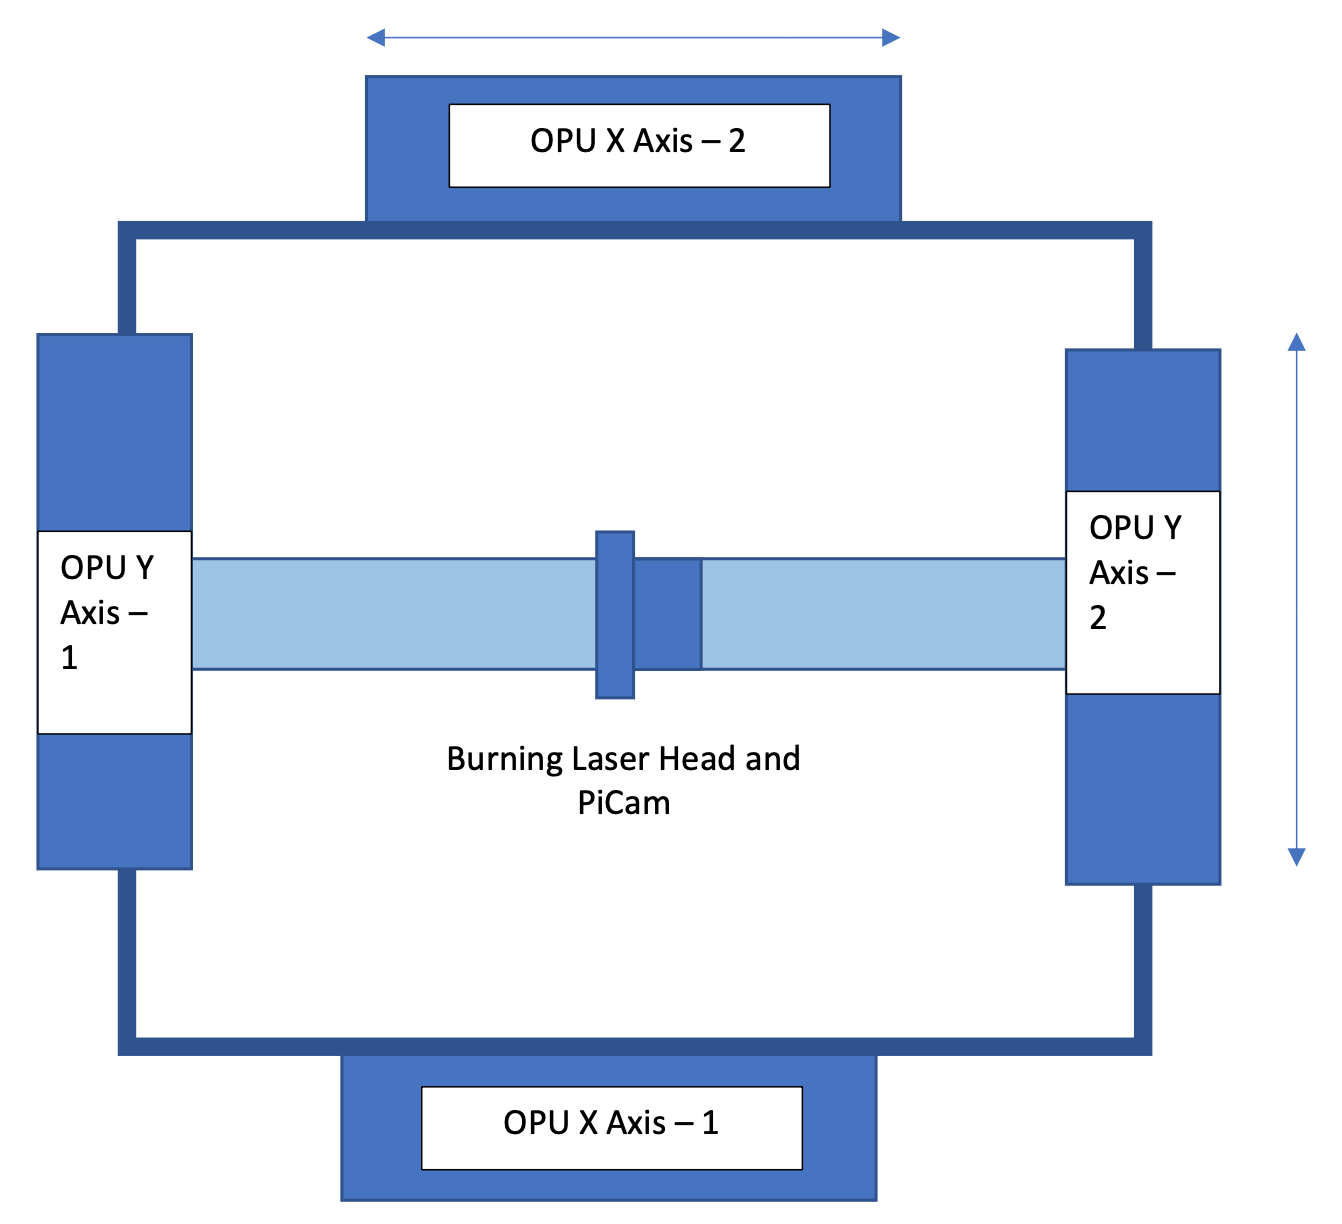 OPU X Axis – 2
OPU Y
Axis –
1
OPU Y
Axis –
2
Burning Laser Head and
PiCam
OPU X Axis – 1